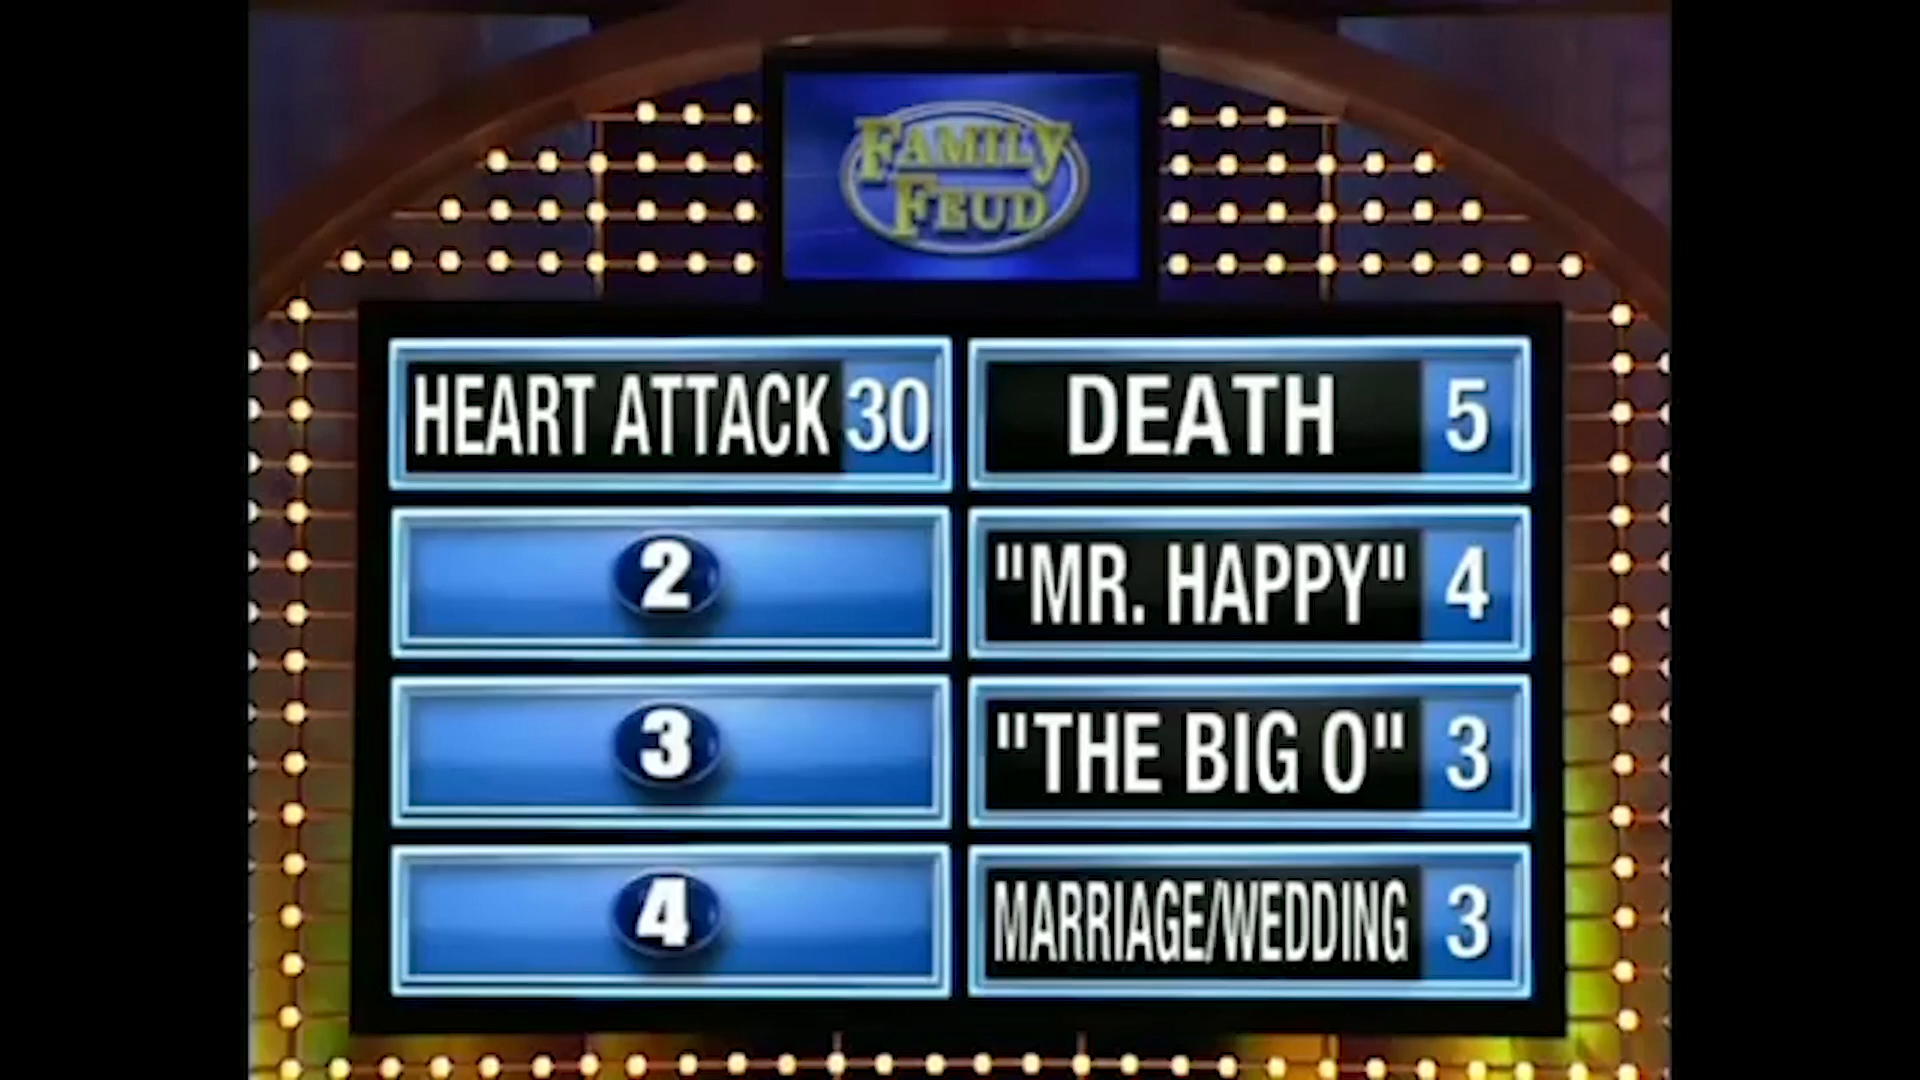 FAMILY
FEUD
HEART ATTACK 30
2
3
4
DEATH 5
"MR. HAPPY" 4
"THE BIG O" 3
MARRIAGE/WEDDING 3